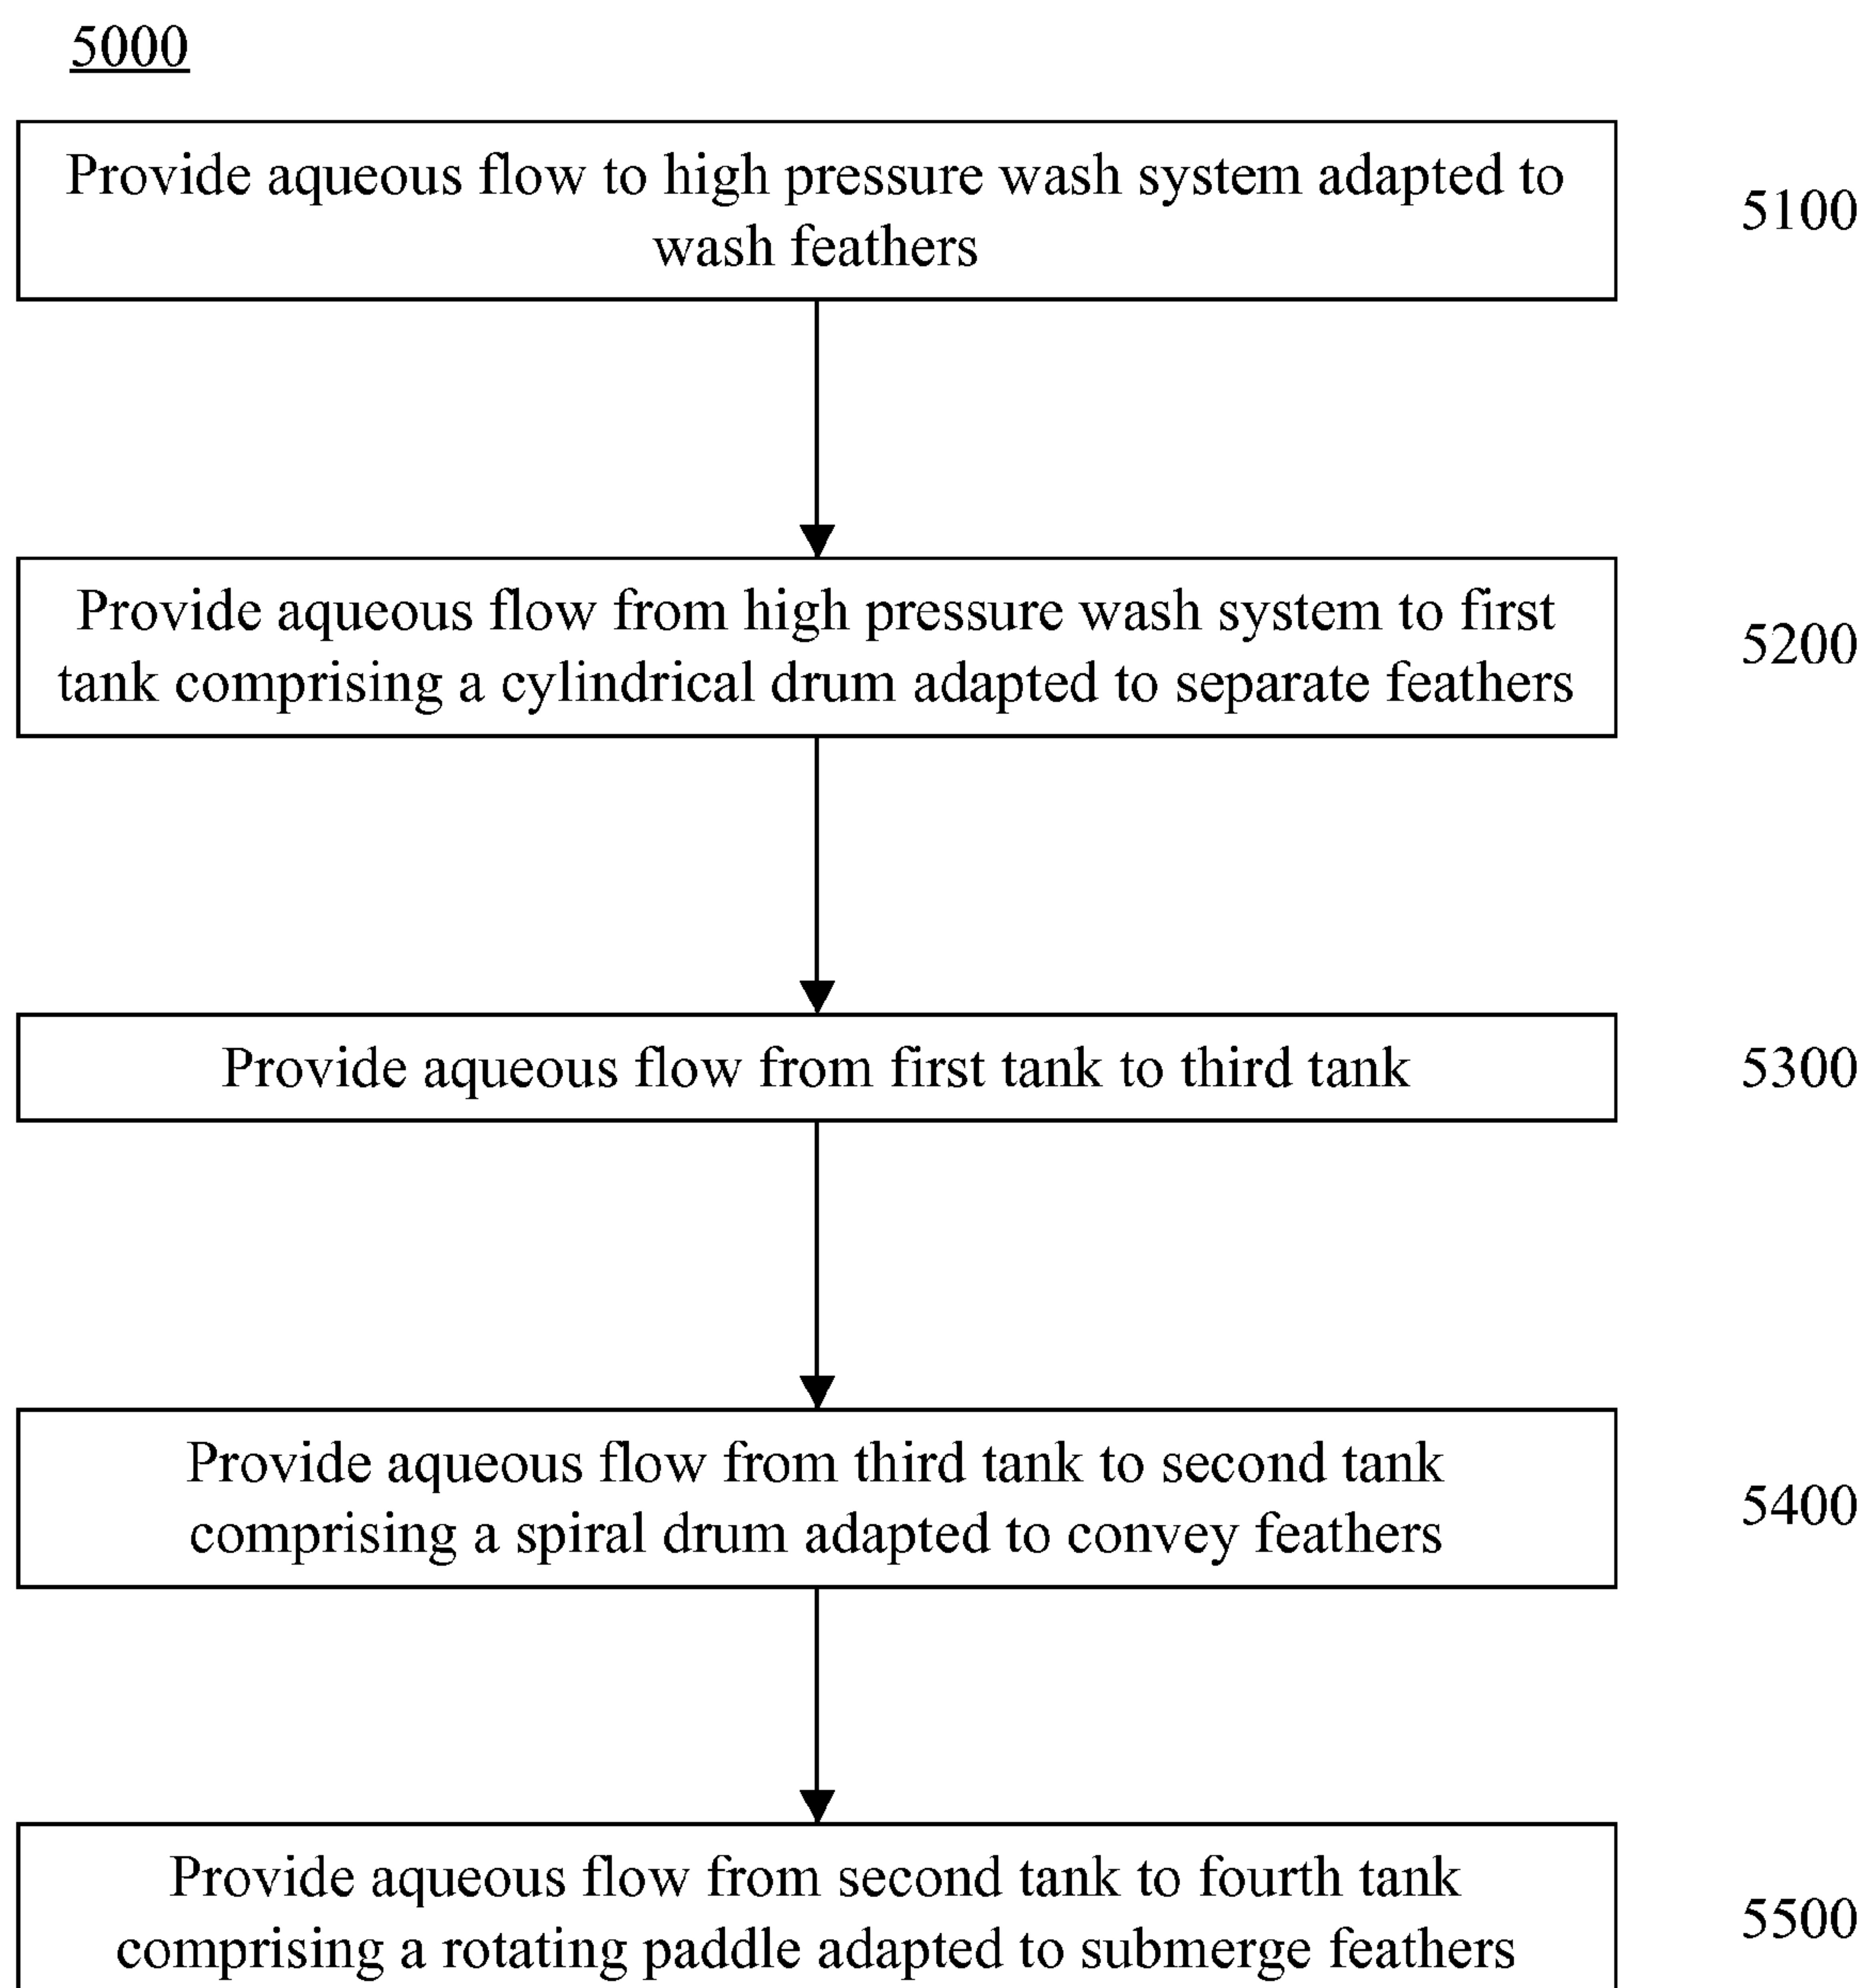 5000
Provide aqueous flow to high pressure wash system adapted to
wash feathers
5100
Provide aqueous flow from high pressure wash system to first
tank comprising a cylindrical drum adapted to separate feathers
5200
Provide aqueous flow from first tank to third tank
5300
Provide aqueous flow from third tank to second tank
comprising a spiral drum adapted to convey feathers
5400
Provide aqueous flow from second tank to fourth tank
comprising a rotating paddle adapted to submerge feathers
5500